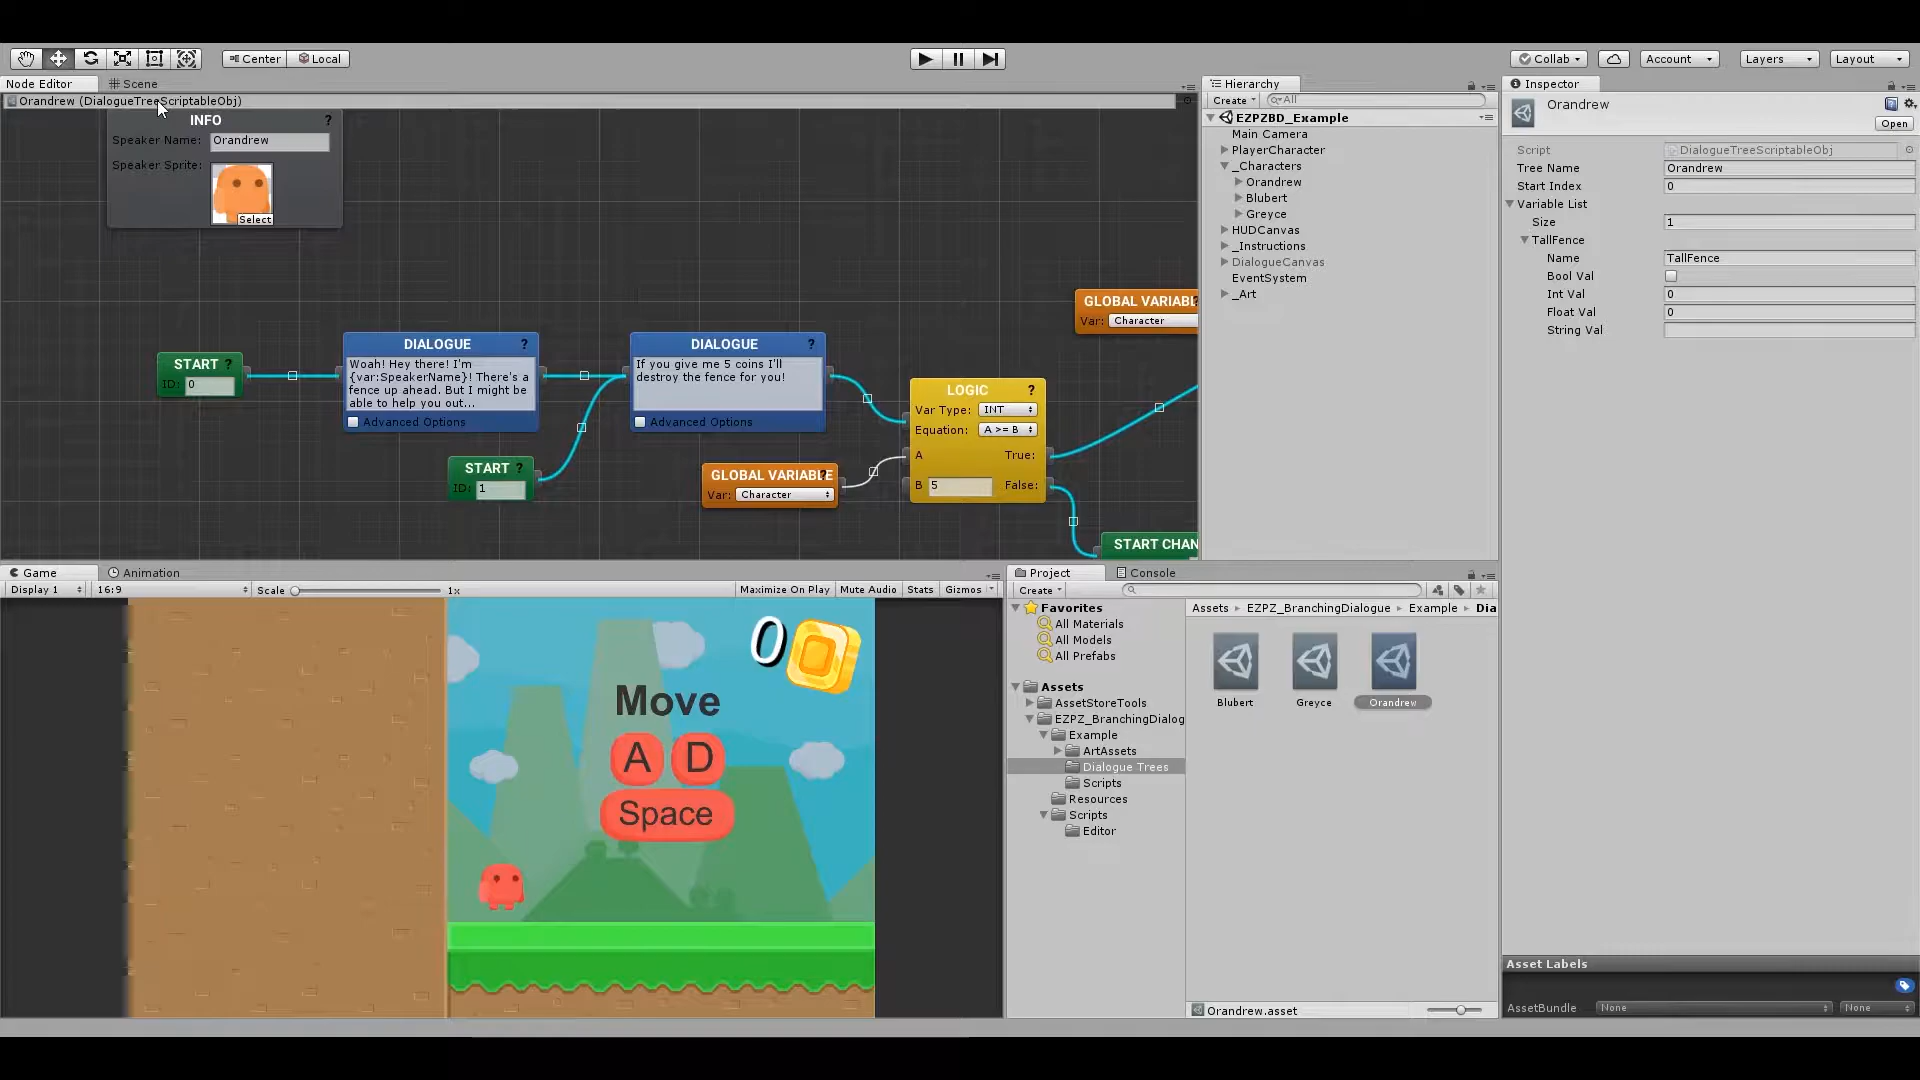 Center
Local
Collab
Account
Layers
Layout
Node Editor
Scene
Orandrew (DialogueTreeScriptableObj)
INFO
?
Speaker Name:
Orandrew
Speaker Sprite:
Select
START ?
ID: 0
DIALOGUE ?
Woah! Hey there! I'm
{var:SpeakerName}! There's a
fence up ahead. But I might be
able to help you out...
Advanced Options
START ?
ID: 1
DIALOGUE ?
If you give me 5 coins I'll
destroy the fence for you!
Advanced Options
GLOBAL VARIABLE
Var: Character
LOGIC ?
Var Type: INT
Equation: A >= B
A True:
B 5 False:
GLOBAL VARIABL
Var: Character
START CHAN
Hierarchy
Create
All
EZPZBD_Example
Main Camera
PlayerCharacter
_Characters
Orandrew
Blubert
Greyce
HUDCanvas
_Instructions
DialogueCanvas
EventSystem
_Art
Inspector
Orandrew
Open
Script DialogueTreeScriptableObj
Tree Name Orandrew
Start Index 0
Variable List
Size 1
TallFence
Name TallFence
Bool Val
Int Val 0
Float Val 0
String Val
Asset Labels
AssetBundle None None
Game
Animation
Display 1
16:9
Scale
1x
Maximize On Play
Mute Audio
Stats
Gizmos
0
Move
A D
Space
Project
Console
Create
Favorites
All Materials
All Models
All Prefabs
Assets
AssetStoreTools
EZPZ_BranchingDialog
Example
ArtAssets
Dialogue Trees
Scripts
Resources
Scripts
Editor
Assets EZPZ_BranchingDialogue Example Dia
Blubert
Greyce
Orandrew
Orandrew.asset